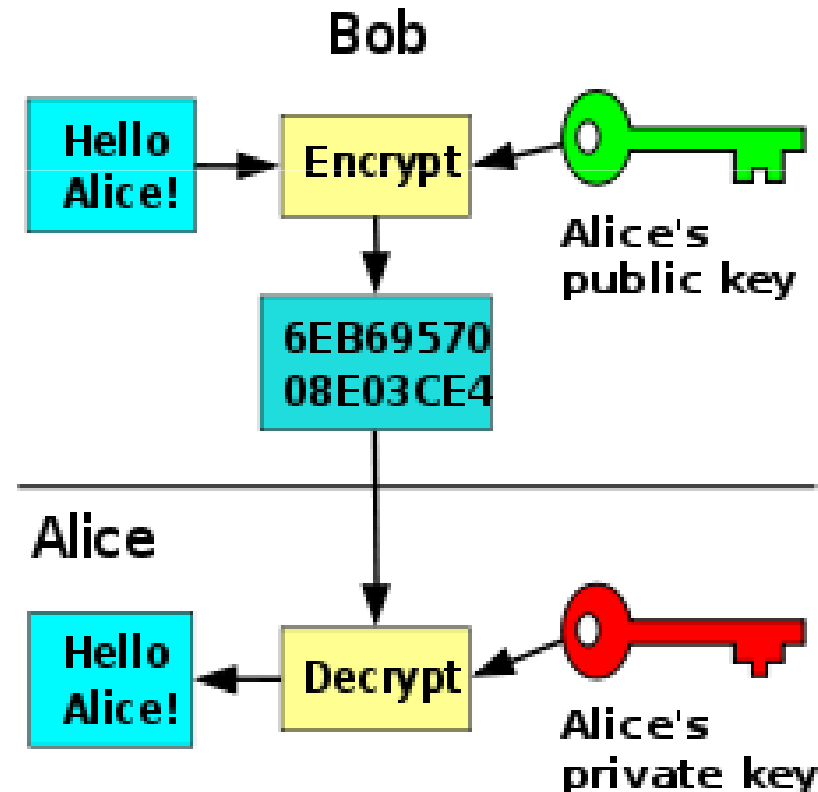 Bob
Hello
Alice!
Encrypt
Alice's
public key
6EB69570
08E03CE4
Alice
Hello
Alice!
Decrypt
Alice's
private key